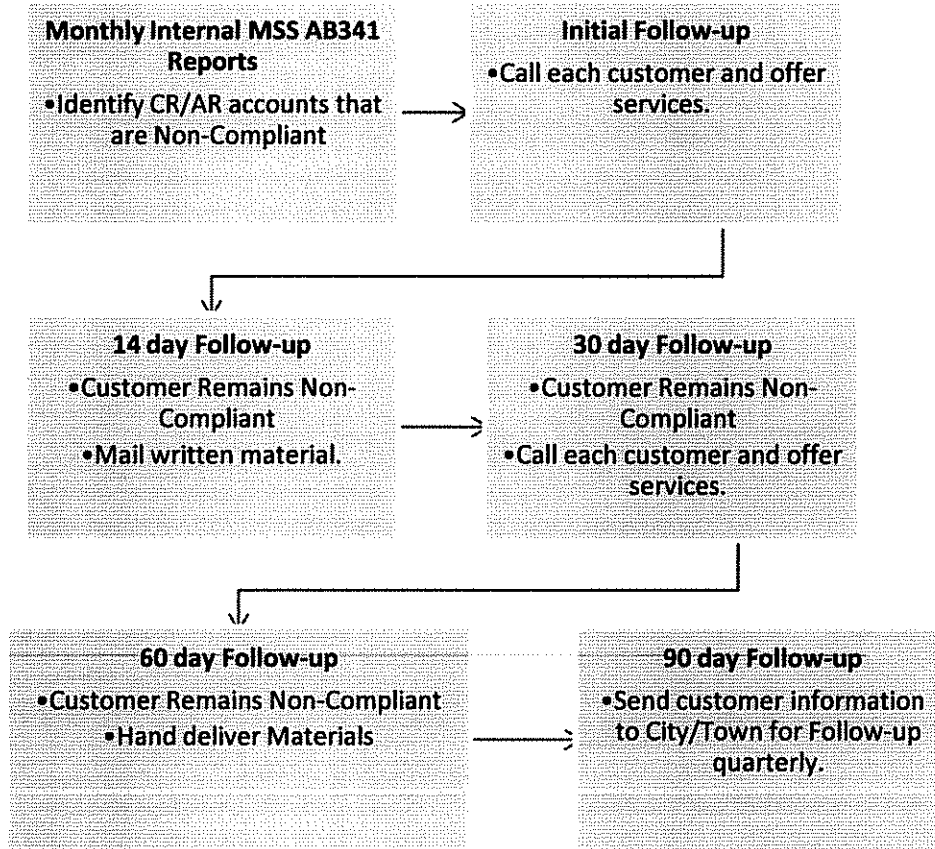 Monthly Internal MSS AB341
Reports
•Identify CR/AR accounts that
are Non-Compliant
Initial Follow-up
•Call each customer and offer
services.
14 day Follow-up
•Customer Remains Non-
Compliant
•Mail written material.
30 day Follow-up
•Customer Remains Non-
Compliant
•Call each customer and offer
services.
60 day Follow-up
•Customer Remains Non-Compliant
•Hand deliver Materials
90 day Follow-up
•Send customer information
to City/Town for Follow-up
quarterly.